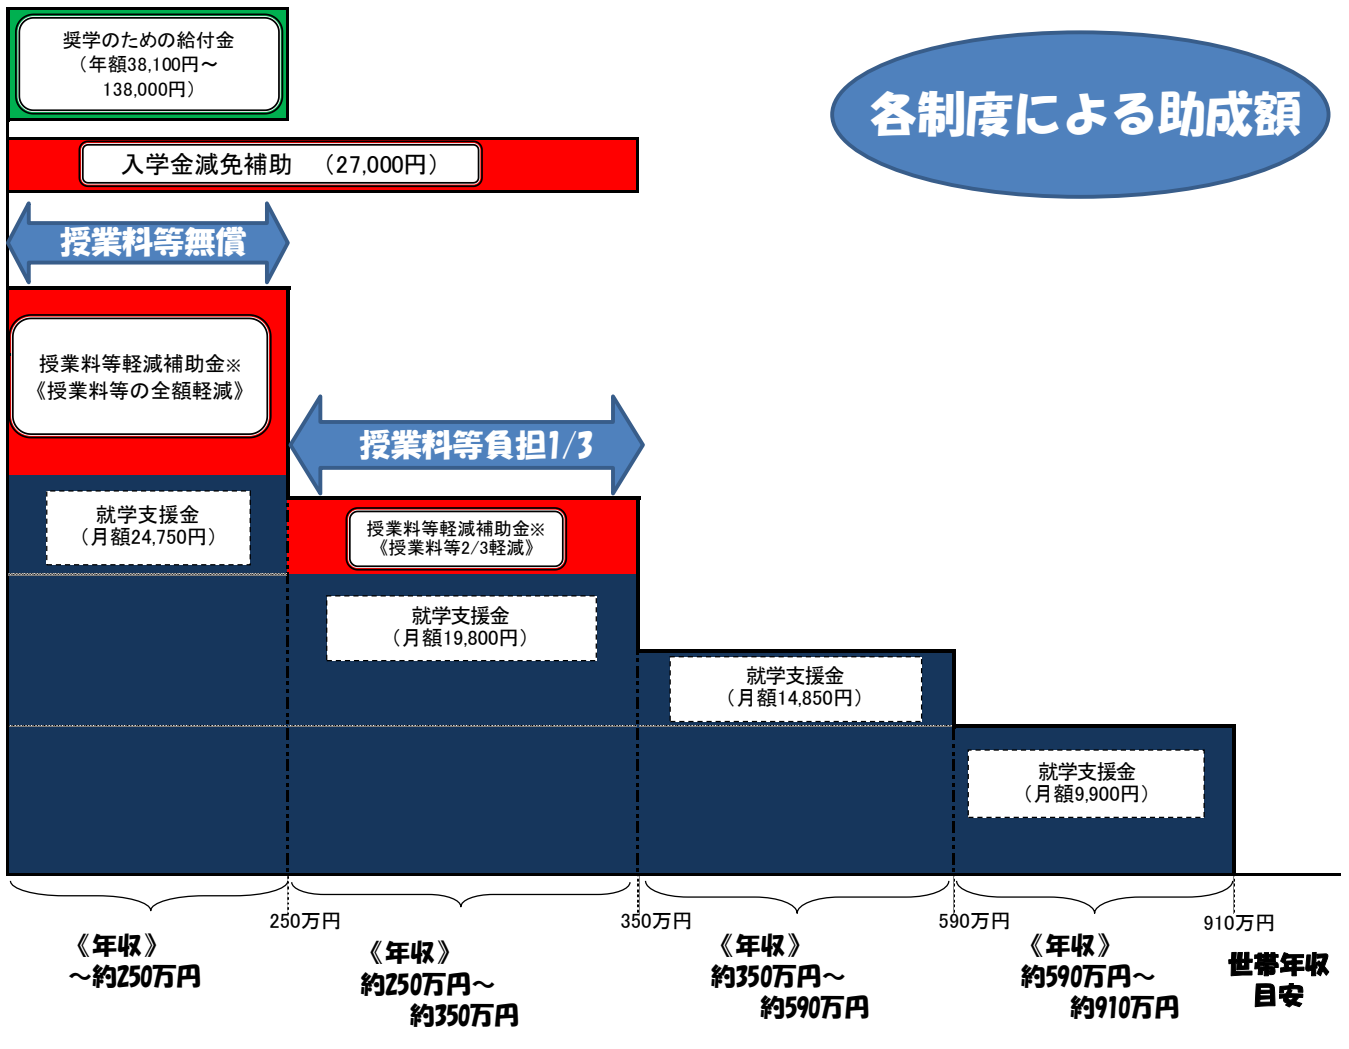 奨学のための給付金
（年額38,100円～
138,000円）
各制度による助成額
入学金減免補助　（27,000円）
授業料等無償
授業料等軽減補助金※
《授業料等の全額軽減》
授業料等負担1/3
就学支援金
（月額24,750円）
授業料等軽減補助金※
《授業料等2/3軽減》
就学支援金
（月額19,800円）
就学支援金
（月額14,850円）
就学支援金
（月額9,900円）
250万円
350万円
590万円
910万円
《年収》
～約250万円
《年収》
約250万円～
約350万円
《年収》
約350万円～
約590万円
《年収》
約590万円～
約910万円
世帯年収
目安